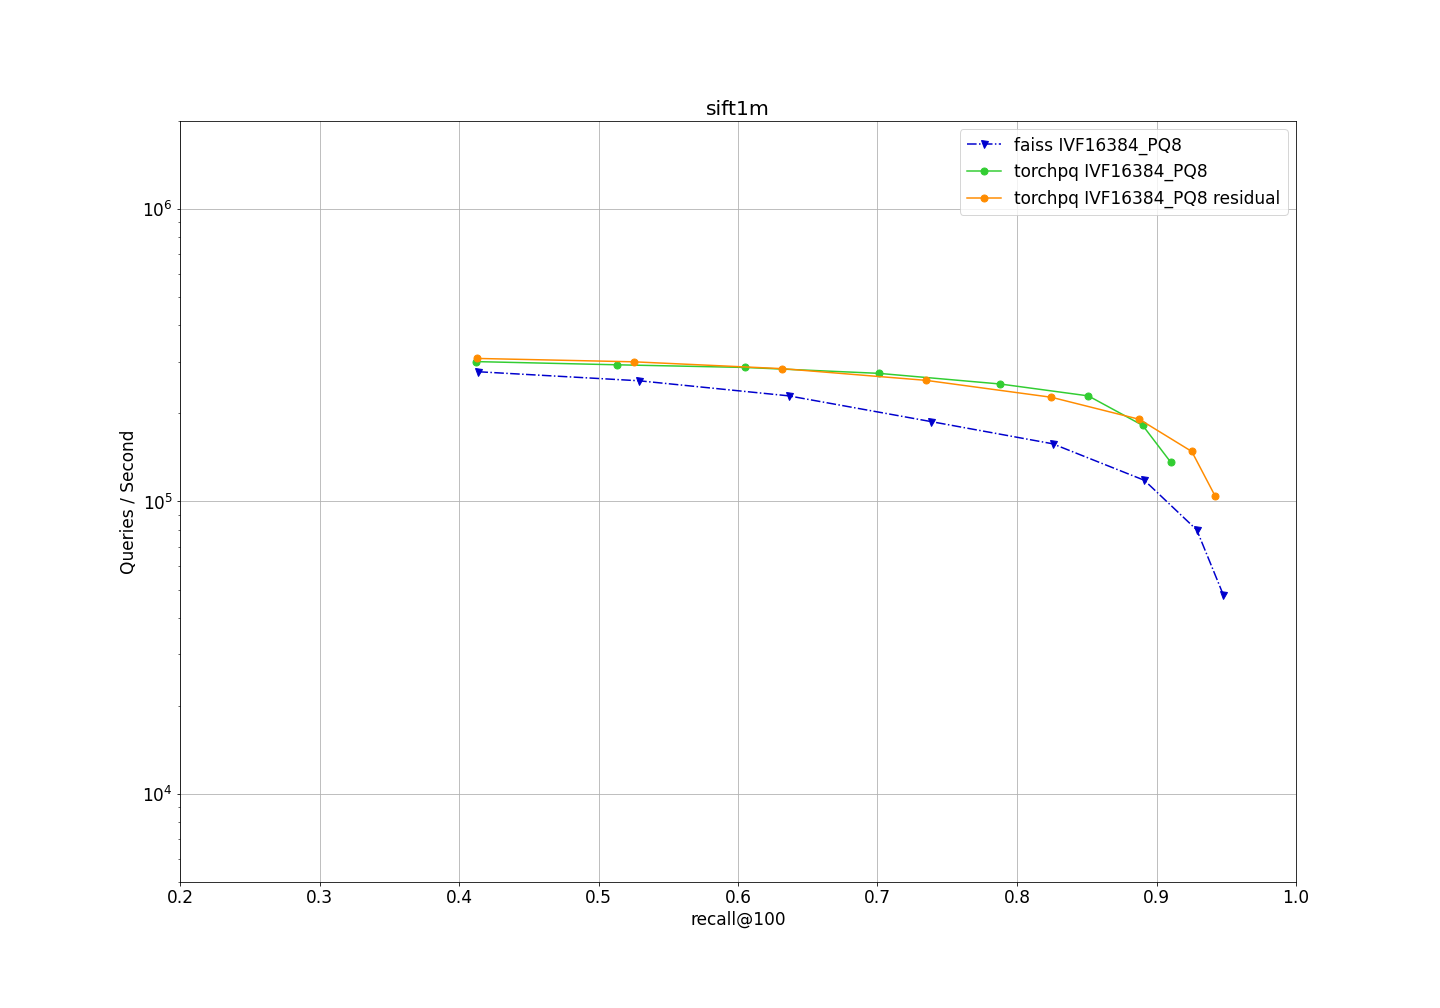 sift1m
faiss IVF16384_PQ8
torchpq IVF16384_PQ8
torchpq IVF16384_PQ8 residual
10^6
10^5
10^4
Queries / Second
0.2 0.3 0.4 0.5 0.6 0.7 0.8 0.9 1.0
recall@100